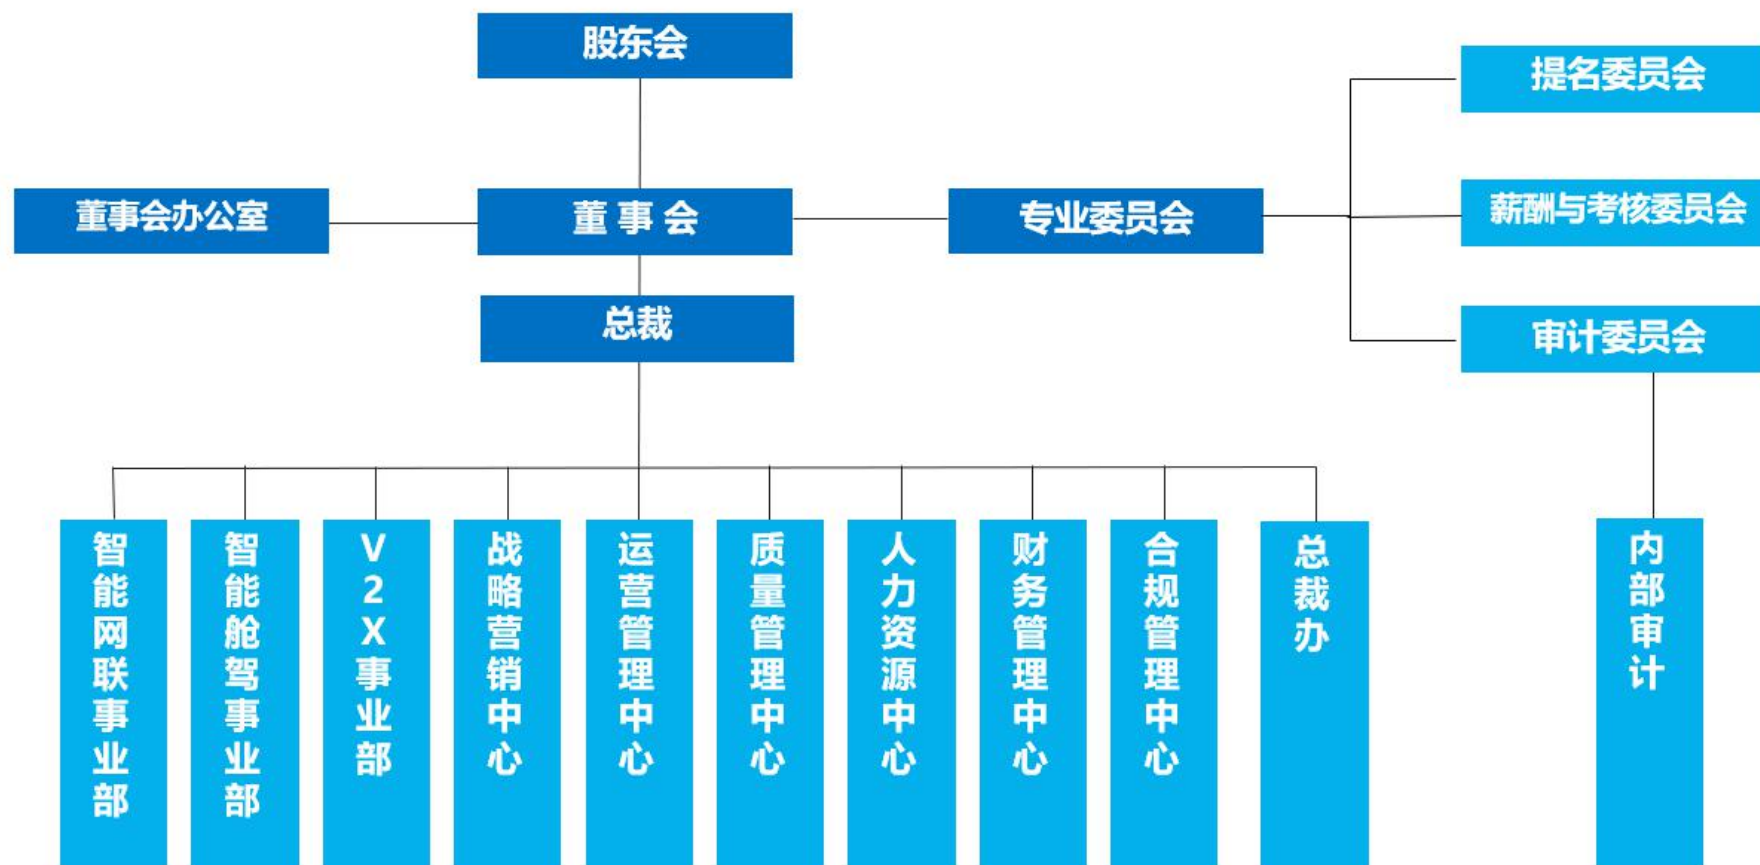 股东会
提名委员会
董事会办公室
董 事 会
专业委员会
薪酬与考核委员会
总裁
审计委员会
智能网联事业部
智能舱驾事业部
V2X事业部
战略营销中心
运营管理中心
质量管理中心
人力资源中心
财务管理中心
合规管理中心
总裁办
内部审计